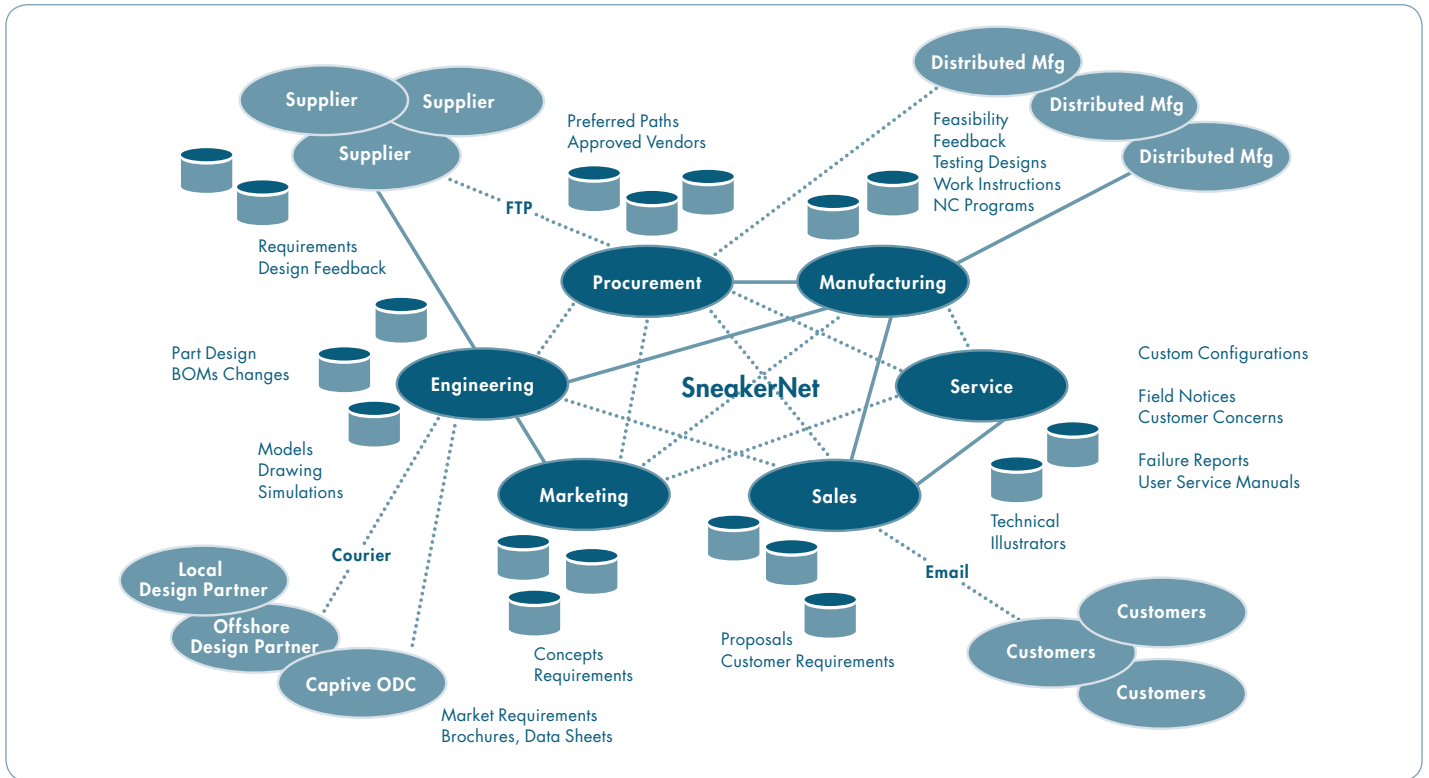 Distributed Mfg
Supplier
Supplier
Distributed Mfg
Supplier
Distributed Mfg
Preferred Paths
Approved Vendors
Feasibility
Feedback
Testing Designs
Work Instructions
NC Programs
FTP
Requirements
Design Feedback
Procurement
Manufacturing
Part Design
BOMs Changes
Engineering
SneakerNet
Service
Custom Configurations
Field Notices
Customer Concerns
Failure Reports
User Service Manuals
Models
Drawing
Simulations
Marketing
Sales
Technical
Illustrators
Courier
Email
Local
Design Partner
Offshore
Design Partner
Captive ODC
Concepts
Requirements
Proposals
Customer Requirements
Customers
Customers
Customers
Market Requirements
Brochures, Data Sheets